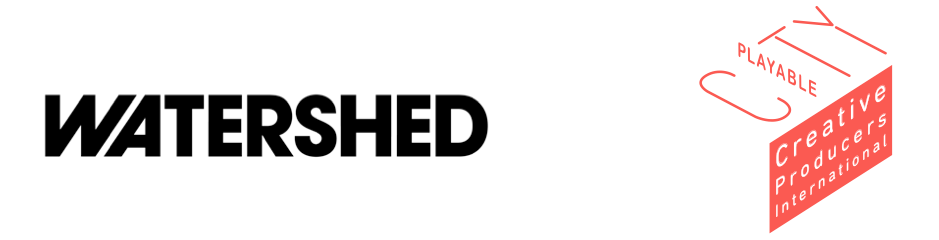 WATERSHED
PLAYABLE
CITY
Creative
Producers
International